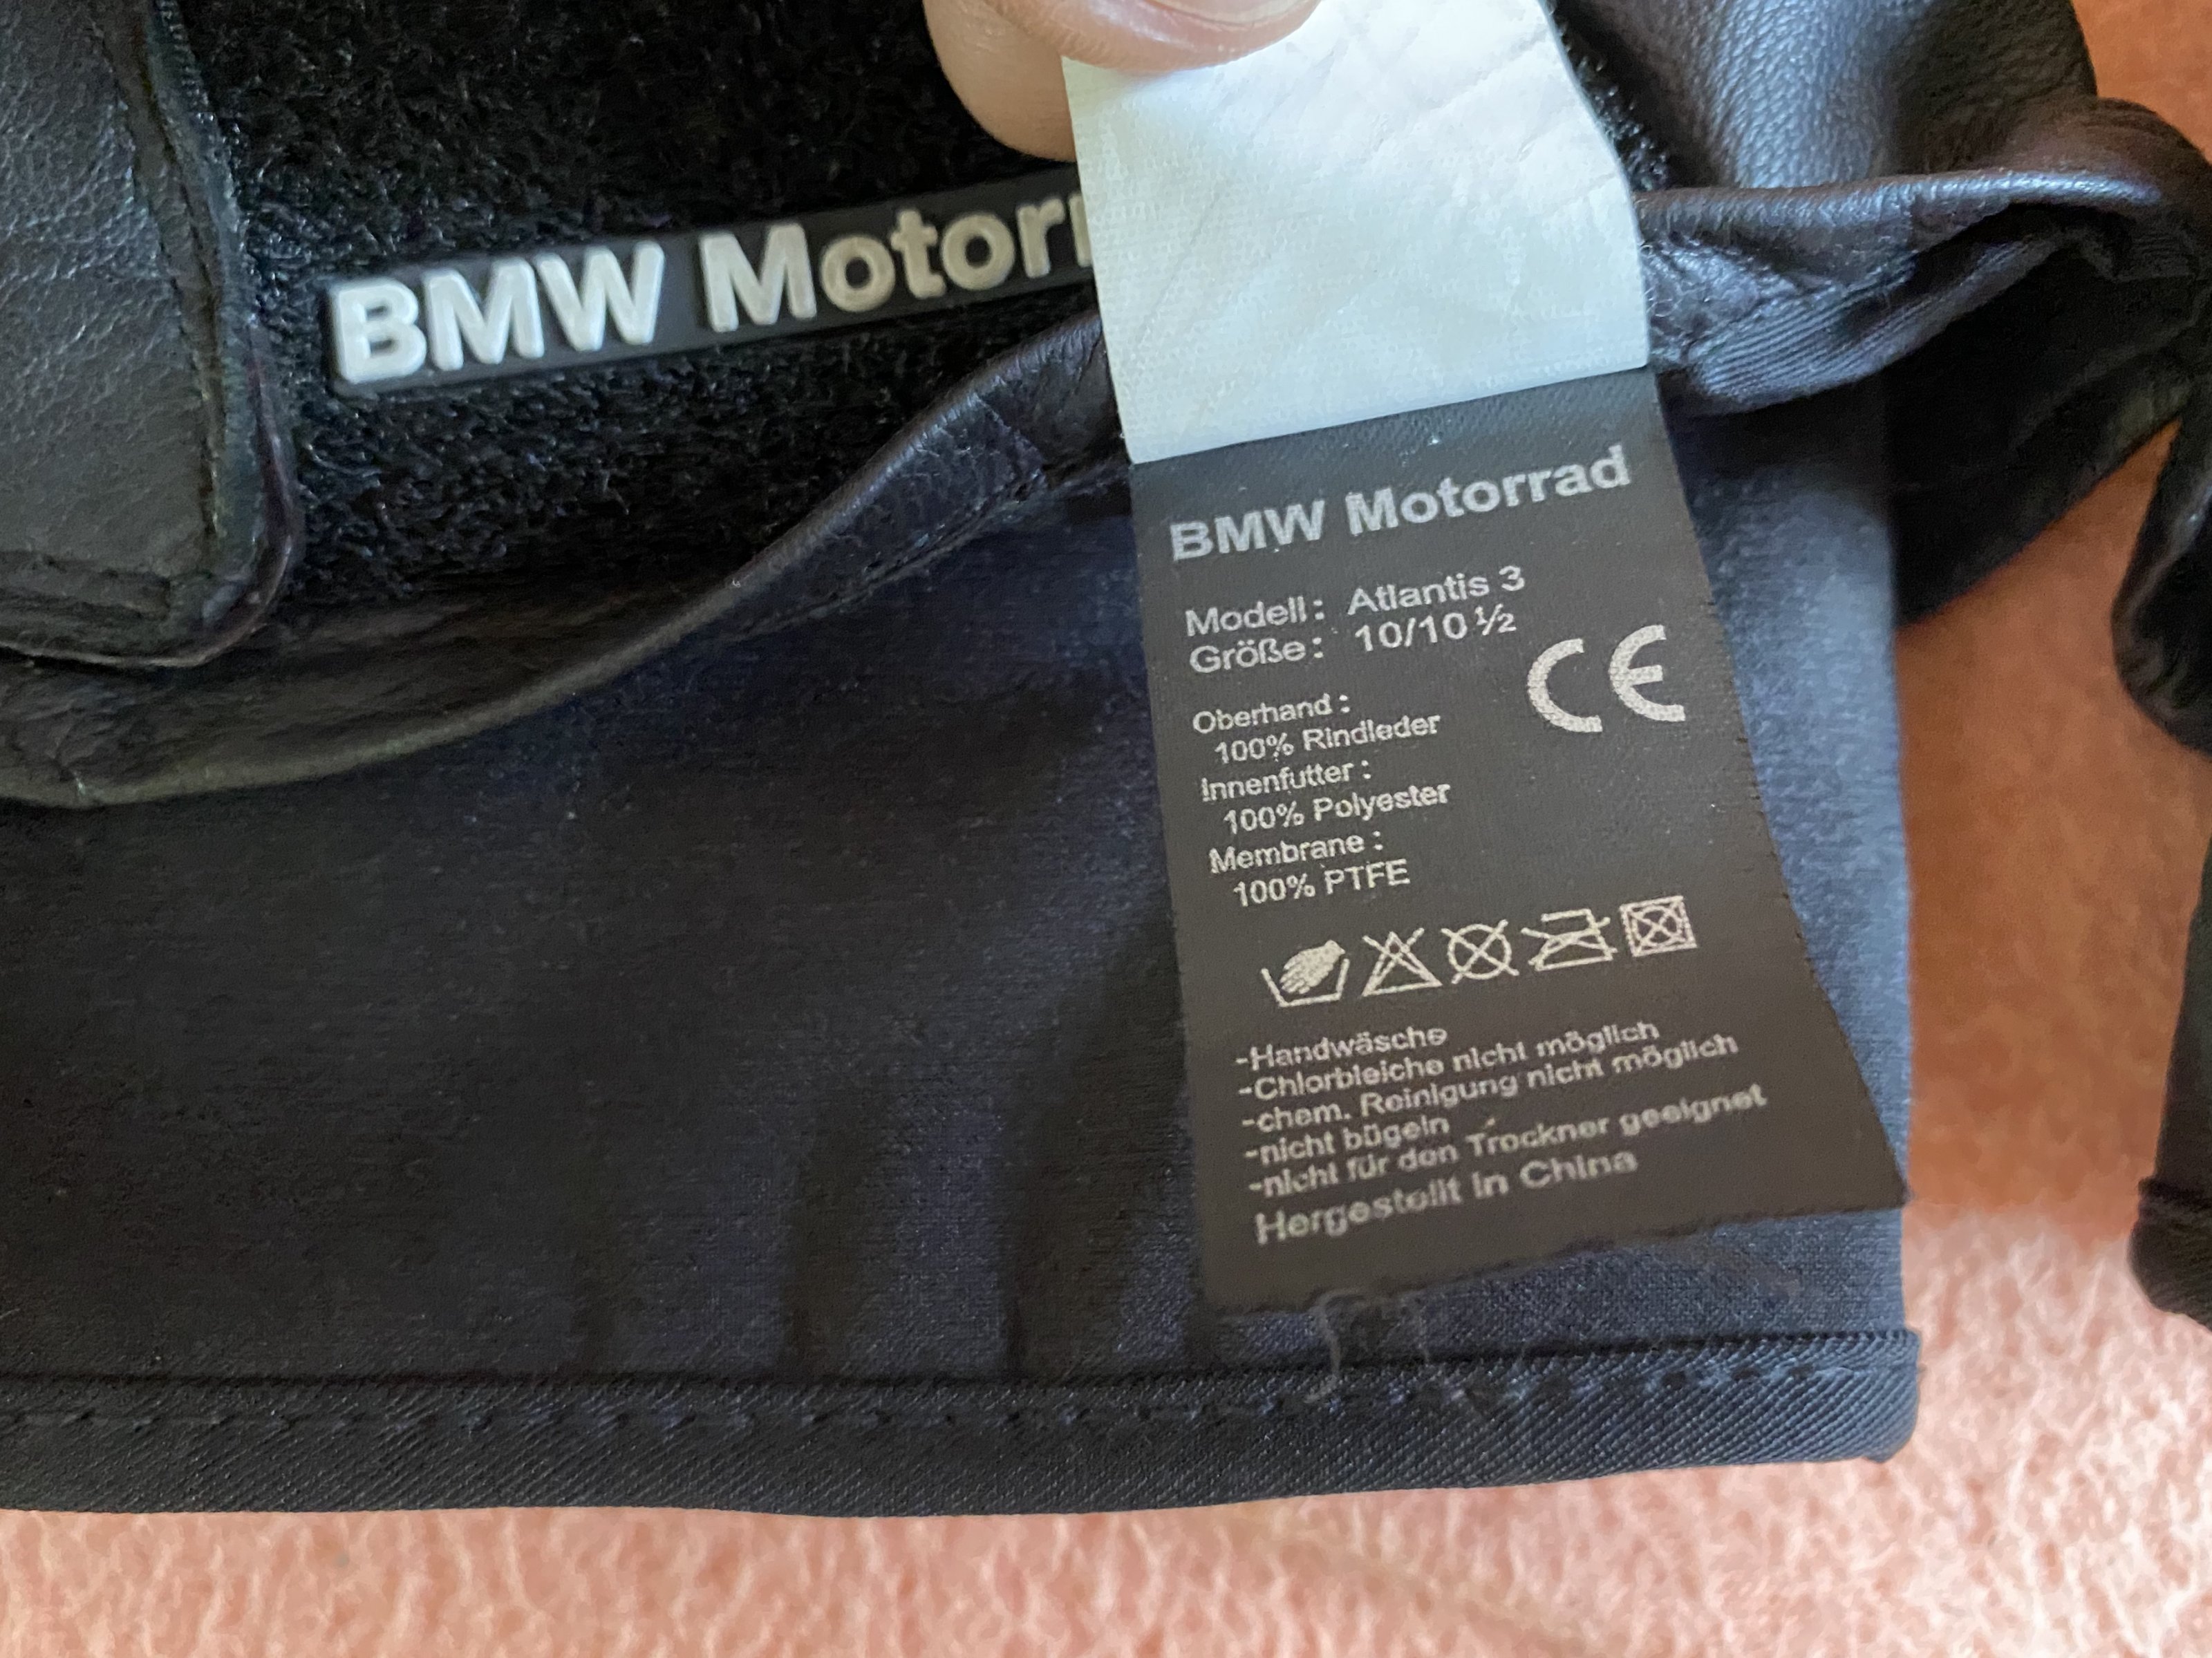 BMW Motorr
BMW Motorrad
Modell: Atlantis 3
Größe: 10/10 ½
CE
Oberhand :
100% Rindleder
Innenfutter :
100% Polyester
Membrane :
100% PTFE
-Handwäsche
-Chlorbleiche nicht möglich
-chem. Reinigung nicht möglich
-nicht bügeln
-nicht für den Trockner geeignet
Hergestellt in China